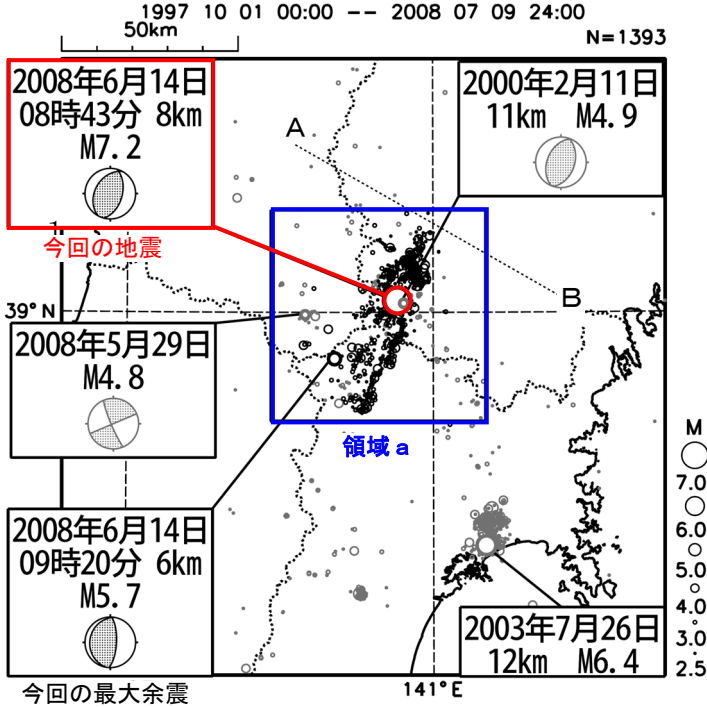 1997 10 01 00:00 -- 2008 07 09 24:00
50km
N=1393
2008年6月14日
08時43分 8km
M7.2
今回の地震
2000年2月11日
11km M4.9
A
B
39°N
2008年5月29日
M4.8
領域a
2008年6月14日
09時20分 6km
M5.7
今回の最大余震
2003年7月26日
12km M6.4
141°E
M
7.0
6.0
5.0
4.0
3.0
2.5